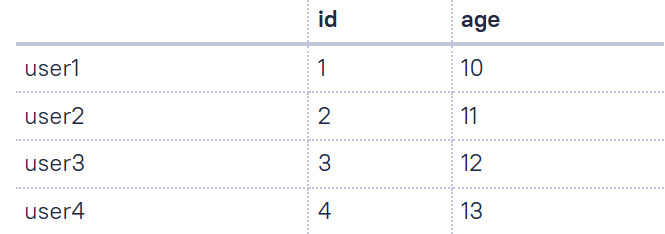 id age
user1 1 10
user2 2 11
user3 3 12
user4 4 13